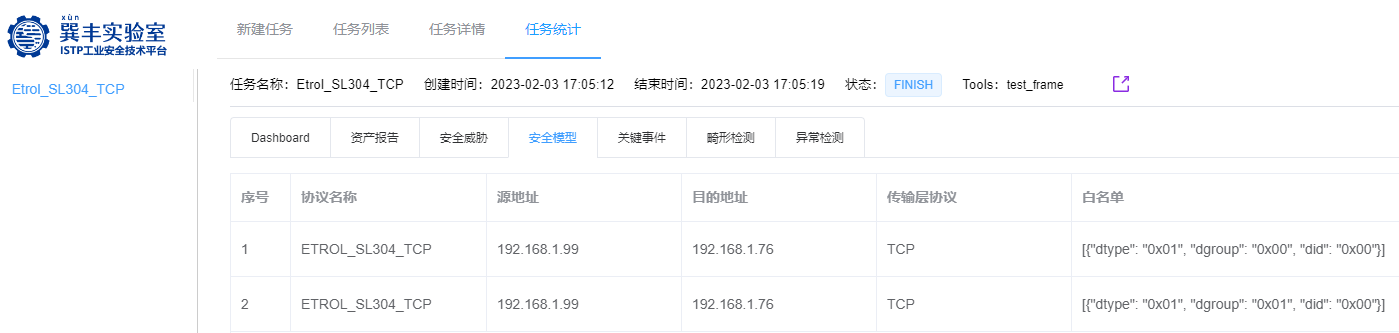 xùn
巽丰实验室
ISTP工业安全技术平台
新建任务 任务列表 任务详情 任务统计
Etrol_SL304_TCP
任务名称：Etrol_SL304_TCP 创建时间：2023-02-03 17:05:12 结束时间：2023-02-03 17:05:19 状态： FINISH Tools：test_frame
Dashboard 资产报告 安全威胁 安全模型 关键事件 畸形检测 异常检测
序号 协议名称 源地址 目的地址 传输层协议 白名单
1 ETROL_SL304_TCP 192.168.1.99 192.168.1.76 TCP [{"dtype": "0x01", "dgroup": "0x00", "did": "0x00"}]
2 ETROL_SL304_TCP 192.168.1.99 192.168.1.76 TCP [{"dtype": "0x01", "dgroup": "0x01", "did": "0x00"}]